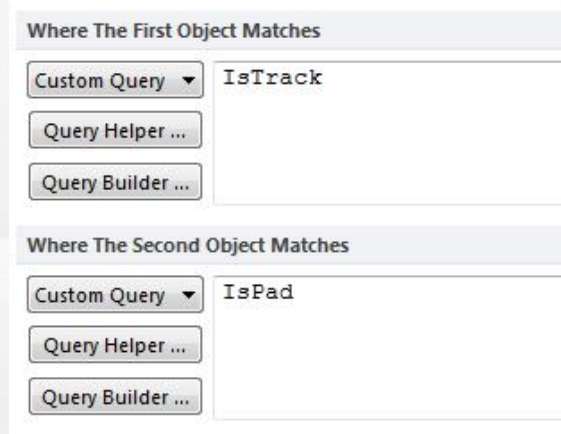 Where The First Object Matches
Custom Query IsTrack
Query Helper ...
Query Builder ...
Where The Second Object Matches
Custom Query IsPad
Query Helper ...
Query Builder ...